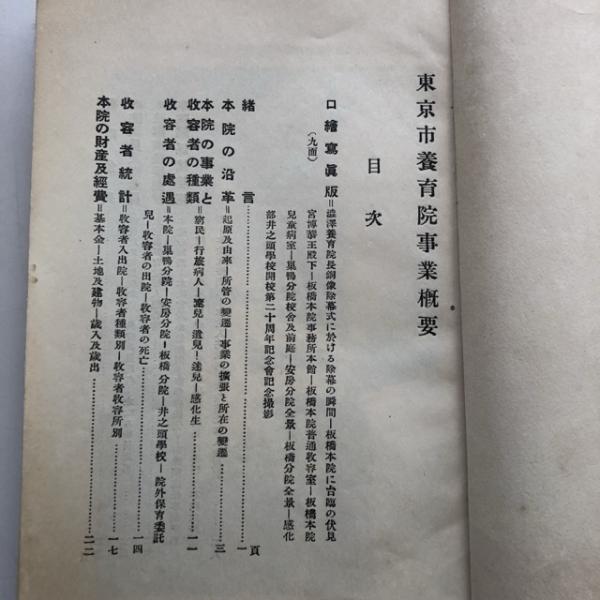 東京市養育院事業概要
目次
口繪寫眞版=澁澤養育院長銅像除幕式に於ける除幕の瞬間―板橋本院に台臨の伏見
(九面)
宮博恭王殿下―板橋本院事務所本館―板橋本院普通收容室―板橋本院
兒童病室―巢鴨分院校舍及前庭―安房分院全景―板橋分院全景―感化
部井之頭學校開校第二十周年記念會記念撮影
緖言……………………一頁
本院の沿革=起原及由來―所管の變遷―事業の擴張と所在の變遷……三
本院の事業と
收容者の種類=窮民―行旅病人―棄兒―遺兒―迷兒―感化生……一一
收容者の處遇=本院―巢鴨分院―安房分院―板橋分院―井之頭學校―院外保育委託
兒―收容者の出院―收容者の死亡……一四
收容者統計=收容者入出院―收容者種類別―收容者收容所別……一七
本院の財産及經費=基本金―土地及建物―歲入及歲出……二二